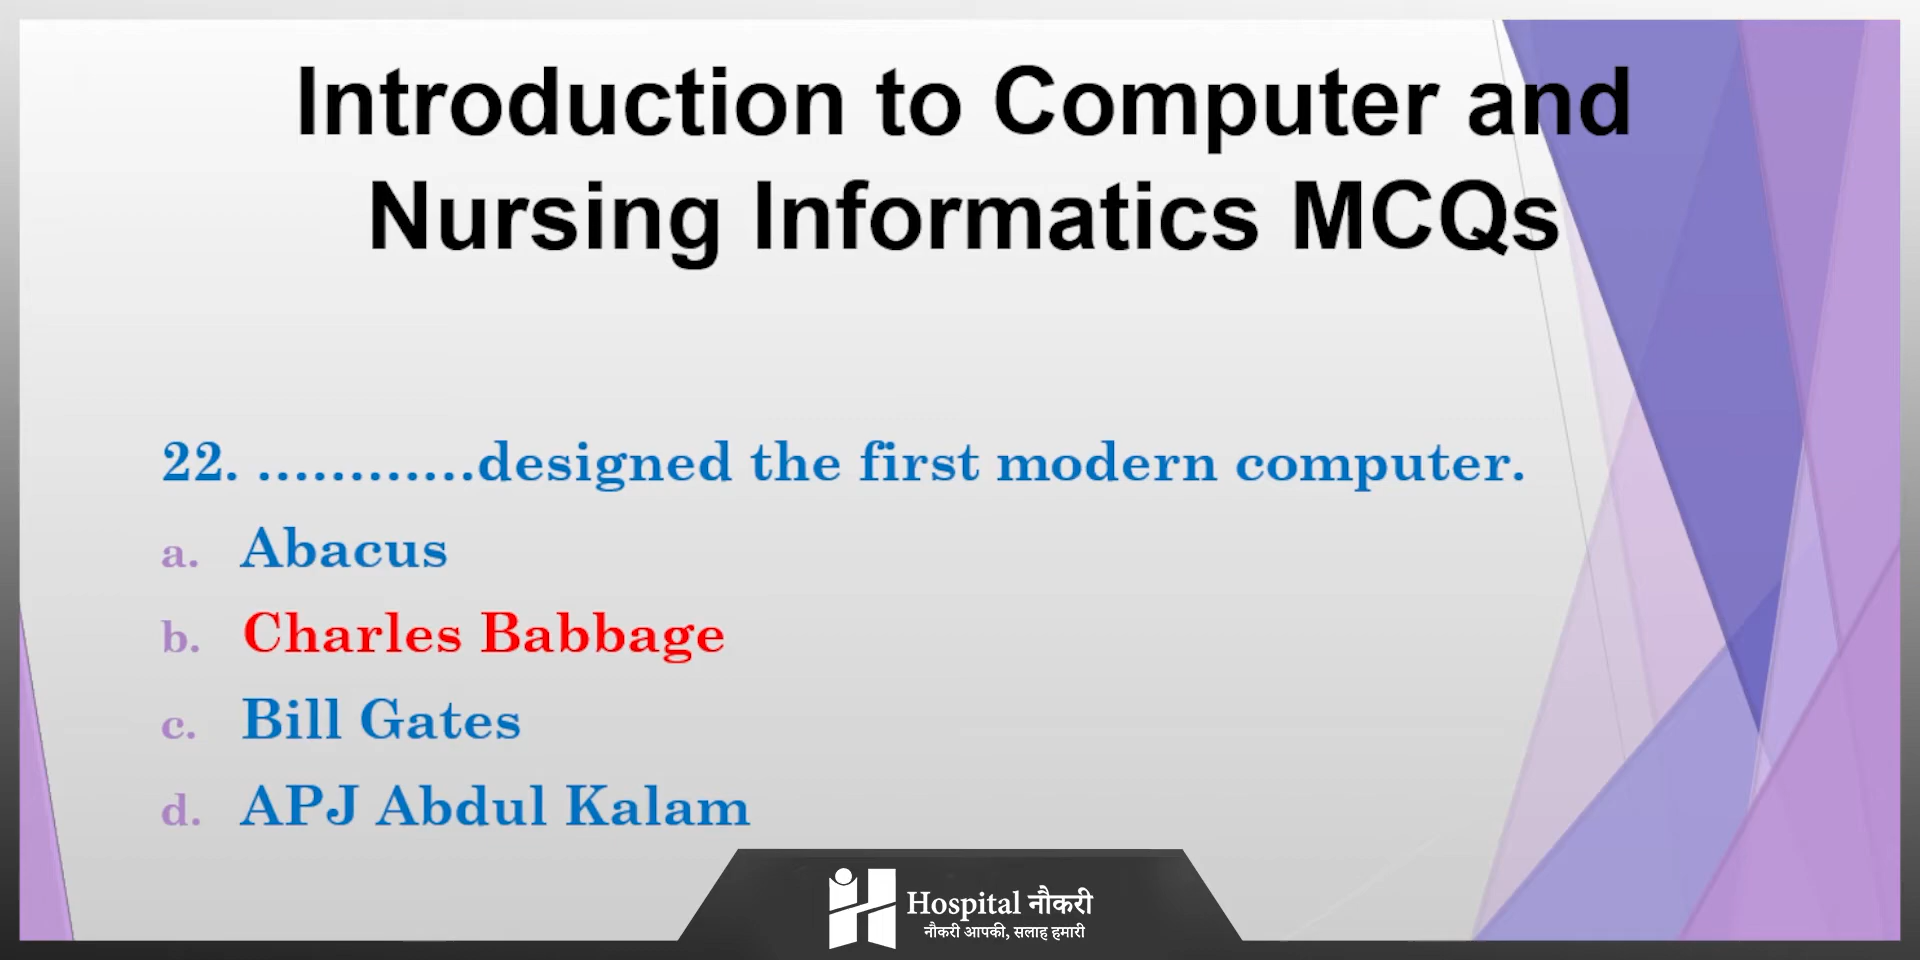 Introduction to Computer and
Nursing Informatics MCQs
22. ............designed the first modern computer.
a. Abacus
b. Charles Babbage
c. Bill Gates
d. APJ Abdul Kalam
Hospital नौकरी
नौकरी आपकी, सलाह हमारी